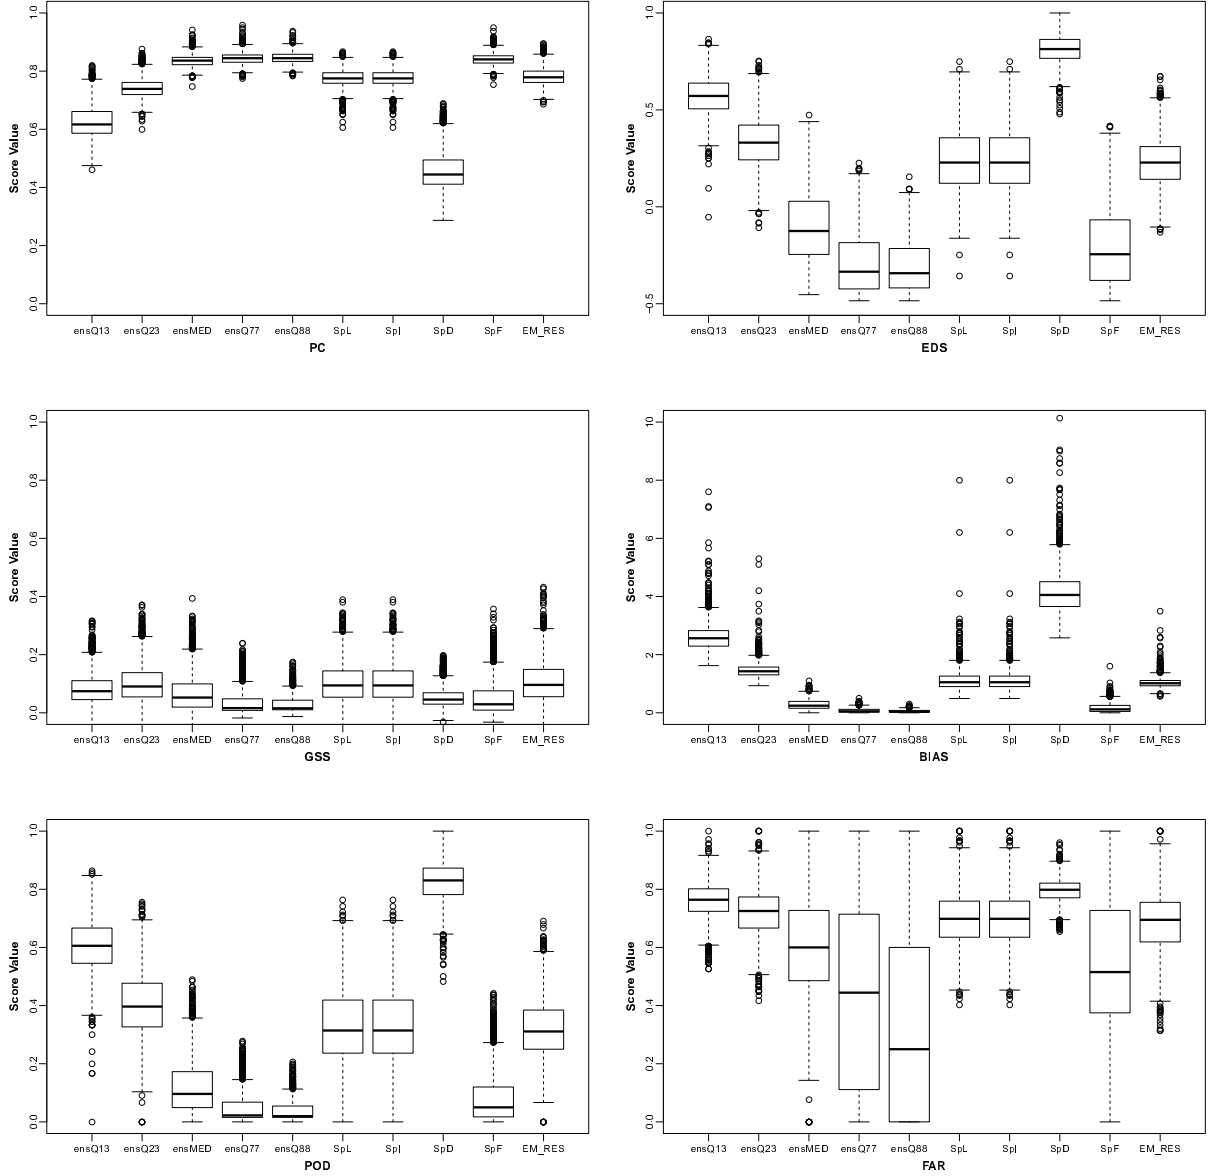 Score Value
1.0
0.8
0.6
0.4
0.2
0.0
ensQ13 ensQ23 ensMED ensQ77 ensQ88 SpL SpI SpD SpF EM_RES
PC
Score Value
0.5
0.0
−0.5
ensQ13 ensQ23 ensMED ensQ77 ensQ88 SpL SpI SpD SpF EM_RES
EDS
Score Value
1.0
0.8
0.6
0.4
0.2
0.0
ensQ13 ensQ23 ensMED ensQ77 ensQ88 SpL SpI SpD SpF EM_RES
GSS
Score Value
10
8
6
4
2
0
ensQ13 ensQ23 ensMED ensQ77 ensQ88 SpL SpI SpD SpF EM_RES
BIAS
Score Value
1.0
0.8
0.6
0.4
0.2
0.0
ensQ13 ensQ23 ensMED ensQ77 ensQ88 SpL SpI SpD SpF EM_RES
POD
Score Value
1.0
0.8
0.6
0.4
0.2
0.0
ensQ13 ensQ23 ensMED ensQ77 ensQ88 SpL SpI SpD SpF EM_RES
FAR